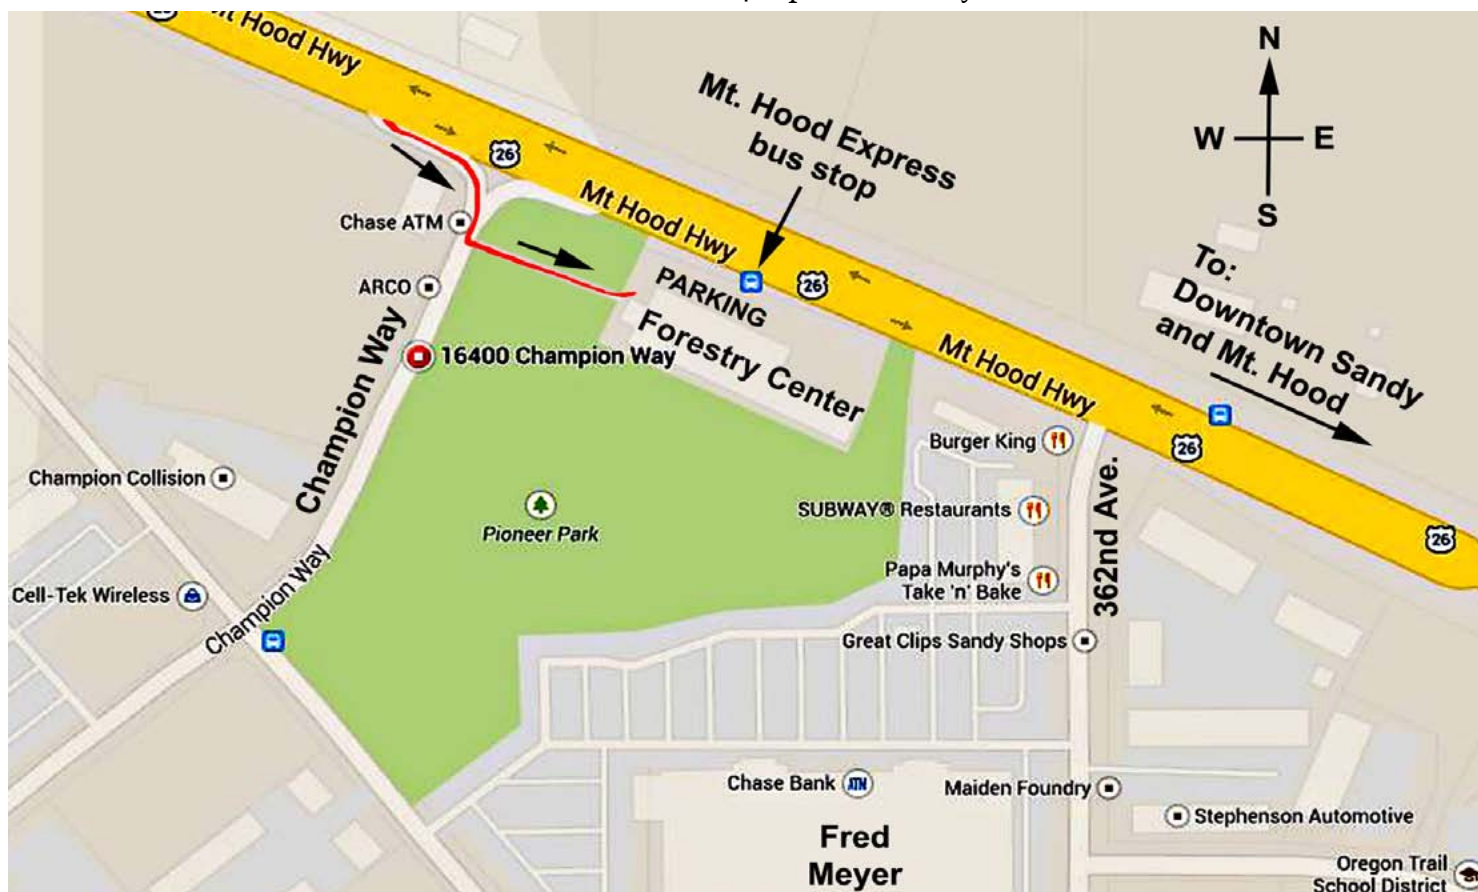 26
Mt Hood Hwy
N
W E
S
Mt. Hood Express
bus stop
26
Mt Hood Hwy
Chase ATM
To:
Downtown Sandy
and Mt. Hood
26
PARKING
ARCO
Forestry Center
16400 Champion Way
Mt Hood Hwy
Champion Way
26
Burger King
Champion Collision
362nd Ave.
SUBWAY® Restaurants
Pioneer Park
26
Papa Murphy's
Take 'n' Bake
Cell-Tek Wireless
Champion Way
Great Clips Sandy Shops
Chase Bank
ATM
Maiden Foundry
Stephenson Automotive
Fred
Meyer
Oregon Trail
School District